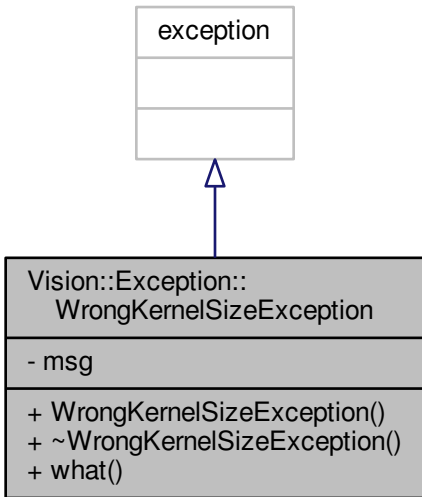 exception
Vision::Exception::
WrongKernelSizeException
- msg
+ WrongKernelSizeException()
+ ~WrongKernelSizeException()
+ what()